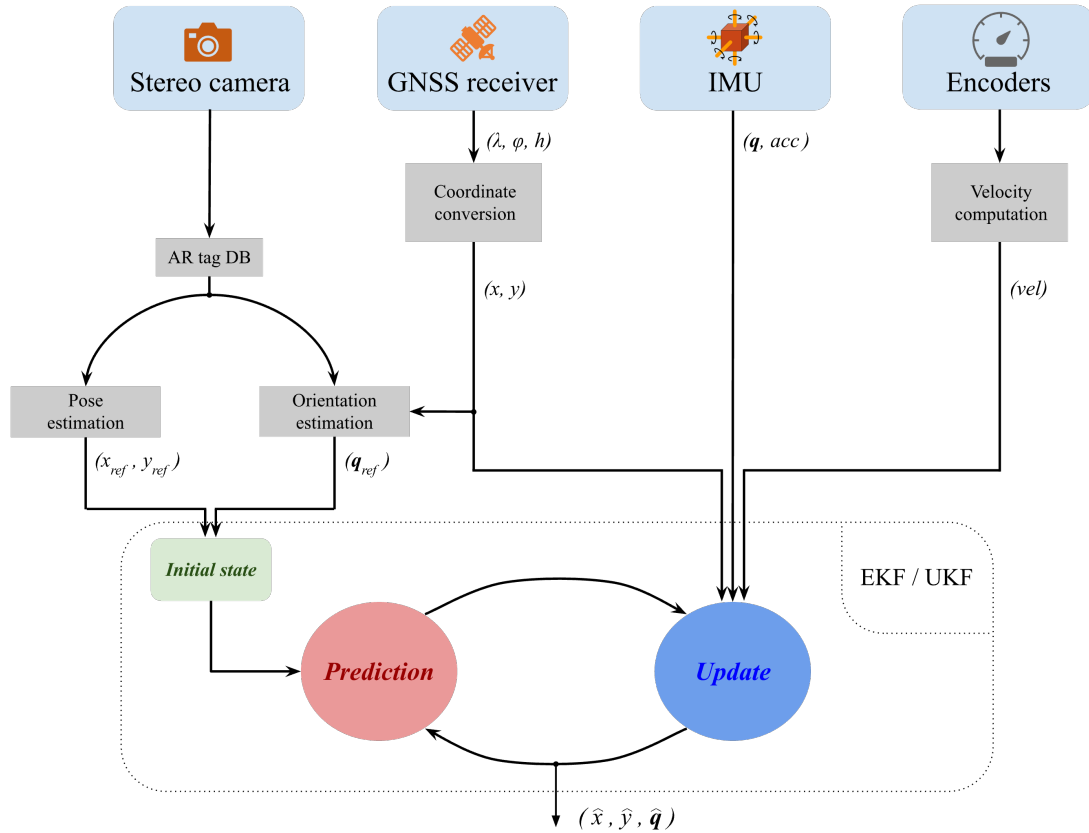 Stereo camera
GNSS receiver
IMU
Encoders
(λ, φ, h)
(q, acc)
Coordinate
conversion
Velocity
computation
AR tag DB
(x, y)
(vel)
Pose
estimation
Orientation
estimation
(x_ref, y_ref)
(q_ref)
Initial state
EKF / UKF
Prediction
Update
(x̂, ŷ, q̂)